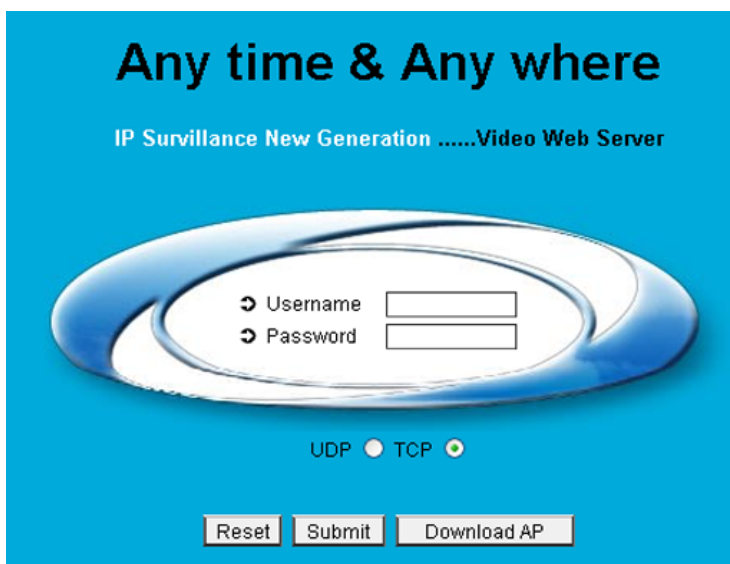 Any time & Any where
IP Survillance New Generation ......Video Web Server
Username
Password
UDP TCP
Reset Submit Download AP